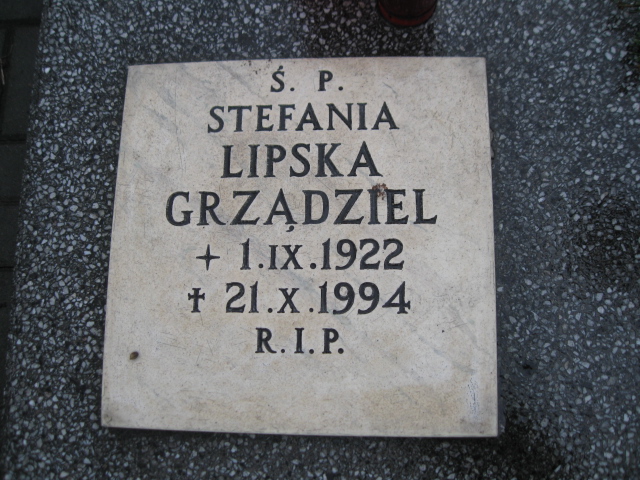 Ś. P.
STEFANIA
LIPSKA
GRZĄDZIEL
+ 1.IX.1922
† 21.X.1994
R.I.P.